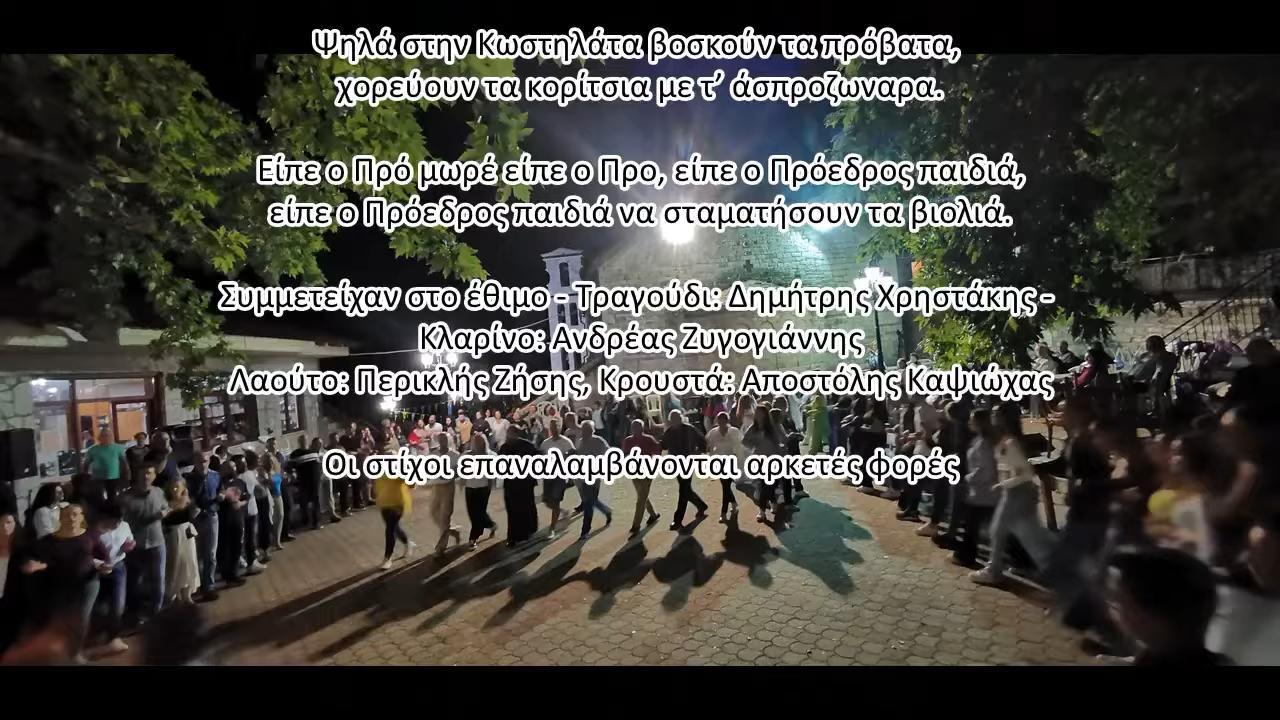 Ψηλά στην Κωστηλάτα βοσκούν τα πρόβατα,
χορεύουν τα κορίτσια με τ’ άσπροζωναρα.
Είπε ο Πρό μωρέ είπε ο Προ, είπε ο Πρόεδρος παιδιά,
είπε ο Πρόεδρος παιδιά να σταματήσουν τα βιολιά.
Συμμετείχαν στο έθιμο - Τραγούδι: Δημήτρης Χρηστάκης -
Κλαρίνο: Ανδρέας Ζυγογιάννης
Λαούτο: Περικλής Ζήσης, Κρουστά: Αποστόλης Καψιώχας
Οι στίχοι επαναλαμβάνονται αρκετές φορές